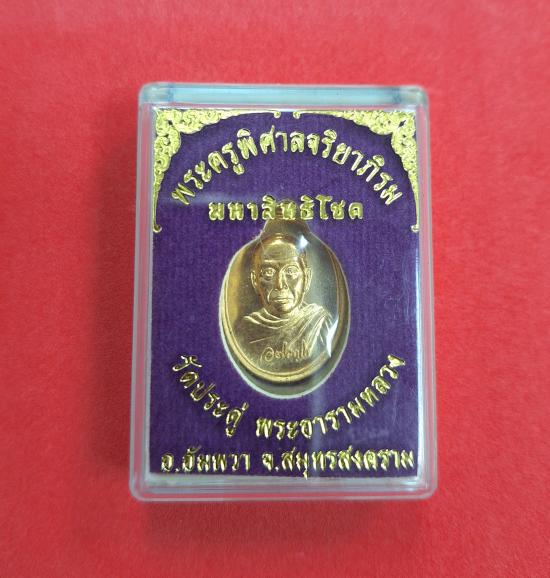 พระครูพิศาลจริยาภิรม
มหาสิทธิโชค
วัดประดู่ พระอารามหลวง
อ.อัมพวา จ.สมุทรสงคราม